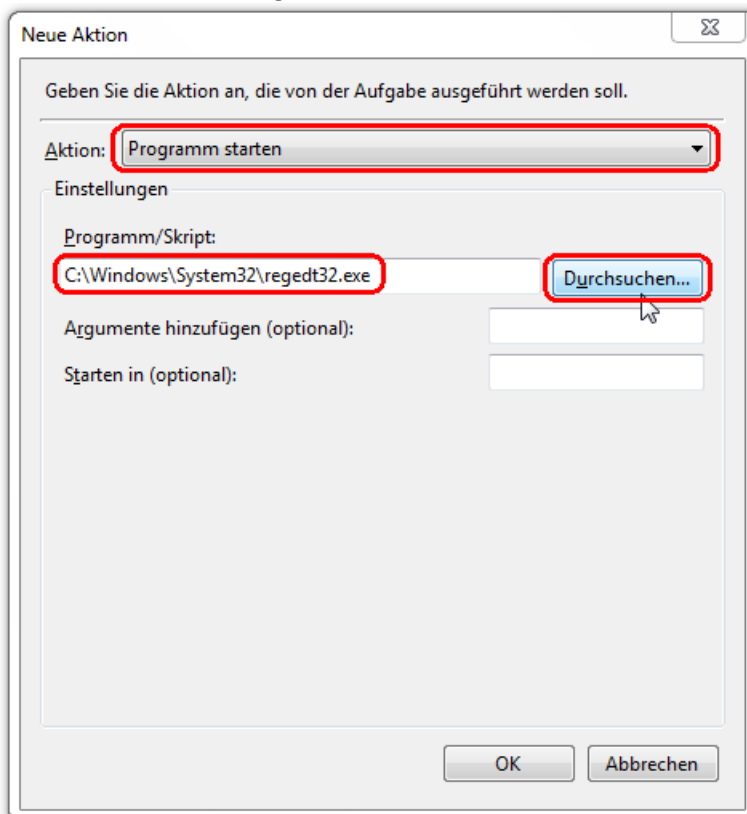 Neue Aktion
Geben Sie die Aktion an, die von der Aufgabe ausgeführt werden soll.
Aktion: Programm starten
Einstellungen
Programm/Skript:
C:\Windows\System32\regedt32.exe Durchsuchen...
Argumente hinzufügen (optional):
Starten in (optional):
OK Abbrechen